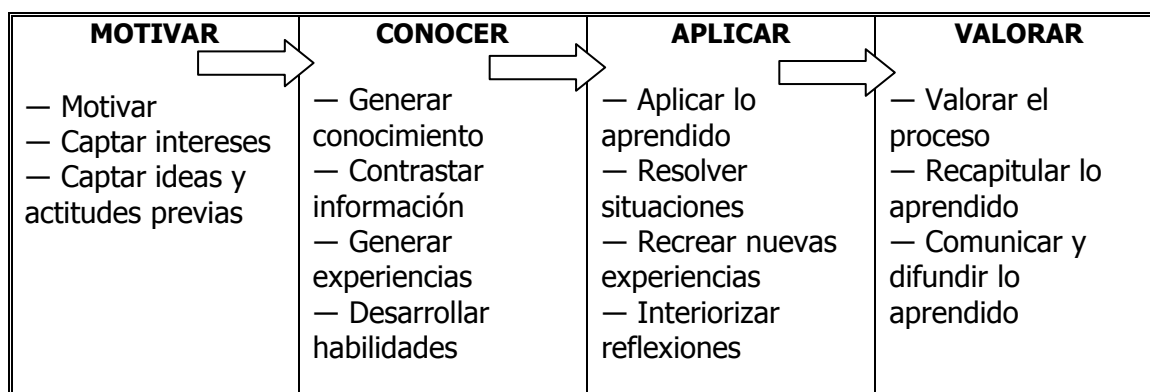 MOTIVAR
— Motivar
— Captar intereses
— Captar ideas y
actitudes previas
CONOCER
— Generar
conocimiento
— Contrastar
información
— Generar
experiencias
— Desarrollar
habilidades
APLICAR
— Aplicar lo
aprendido
— Resolver
situaciones
— Recrear nuevas
experiencias
— Interiorizar
reflexiones
VALORAR
— Valorar el
proceso
— Recapitular lo
aprendido
— Comunicar y
difundir lo
aprendido